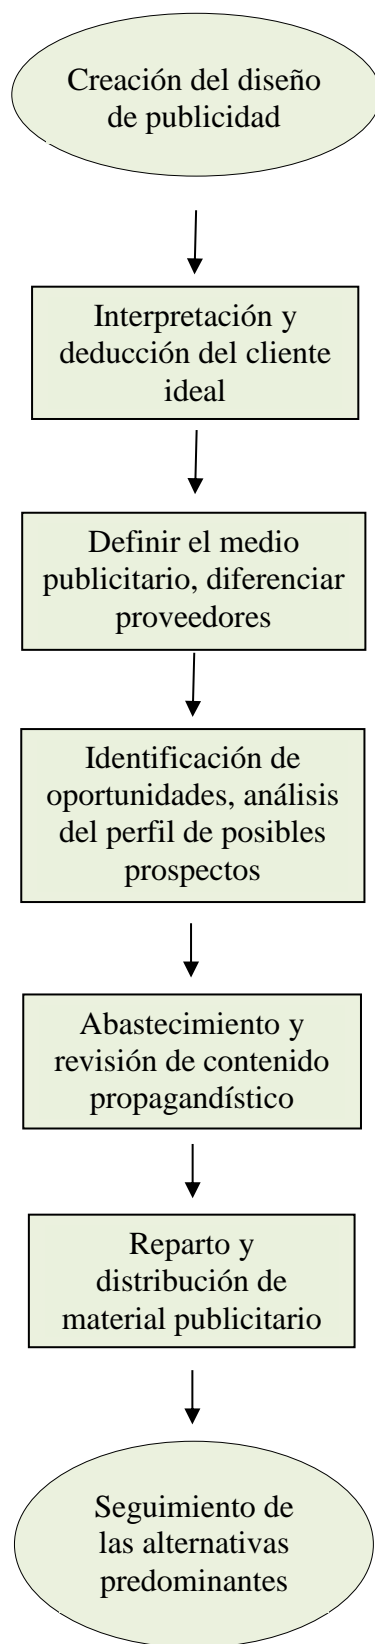 Creación del diseño
de publicidad
Interpretación y
deducción del cliente
ideal
Definir el medio
publicitario, diferenciar
proveedores
Identificación de
oportunidades, análisis
del perfil de posibles
prospectos
Abastecimiento y
revisión de contenido
propagandístico
Reparto y
distribución de
material publicitario
Seguimiento de
las alternativas
predominantes